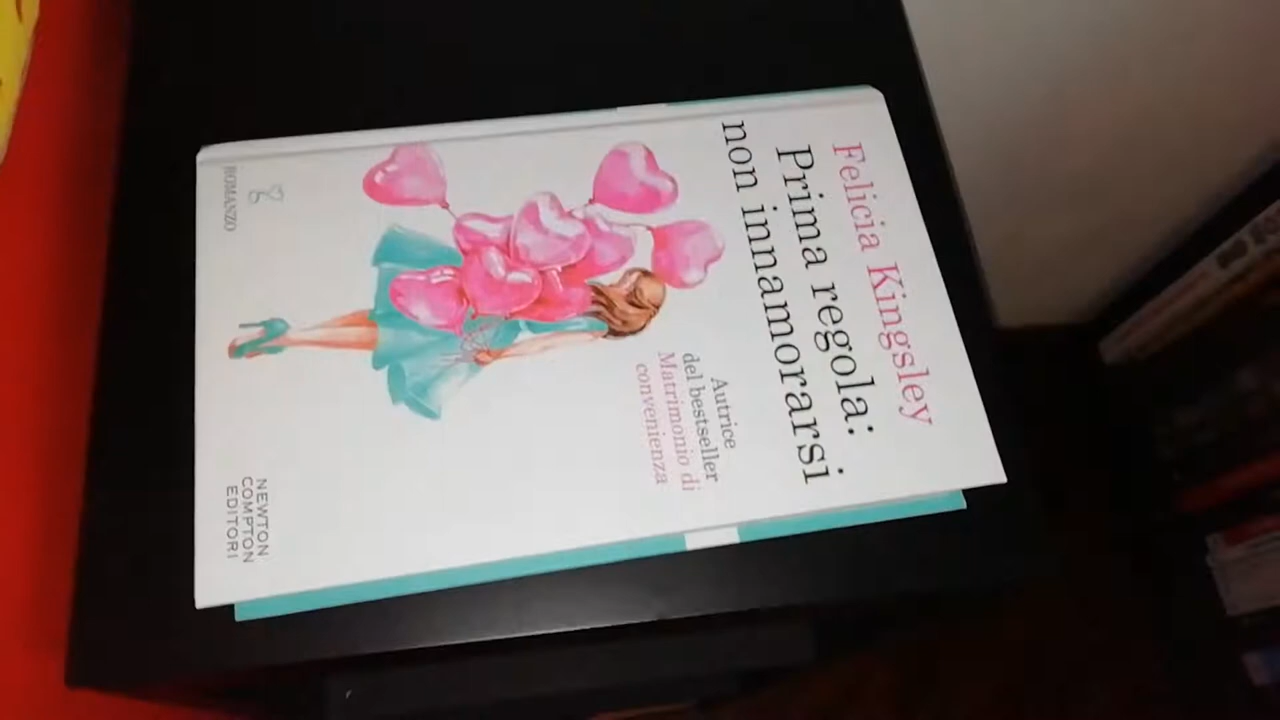 Felicia Kingsley
Prima regola:
non innamorarsi
Autrice
del bestseller
Matrimonio di
convenienza
ROMANZO
NEWTON
COMPTON
EDITORI